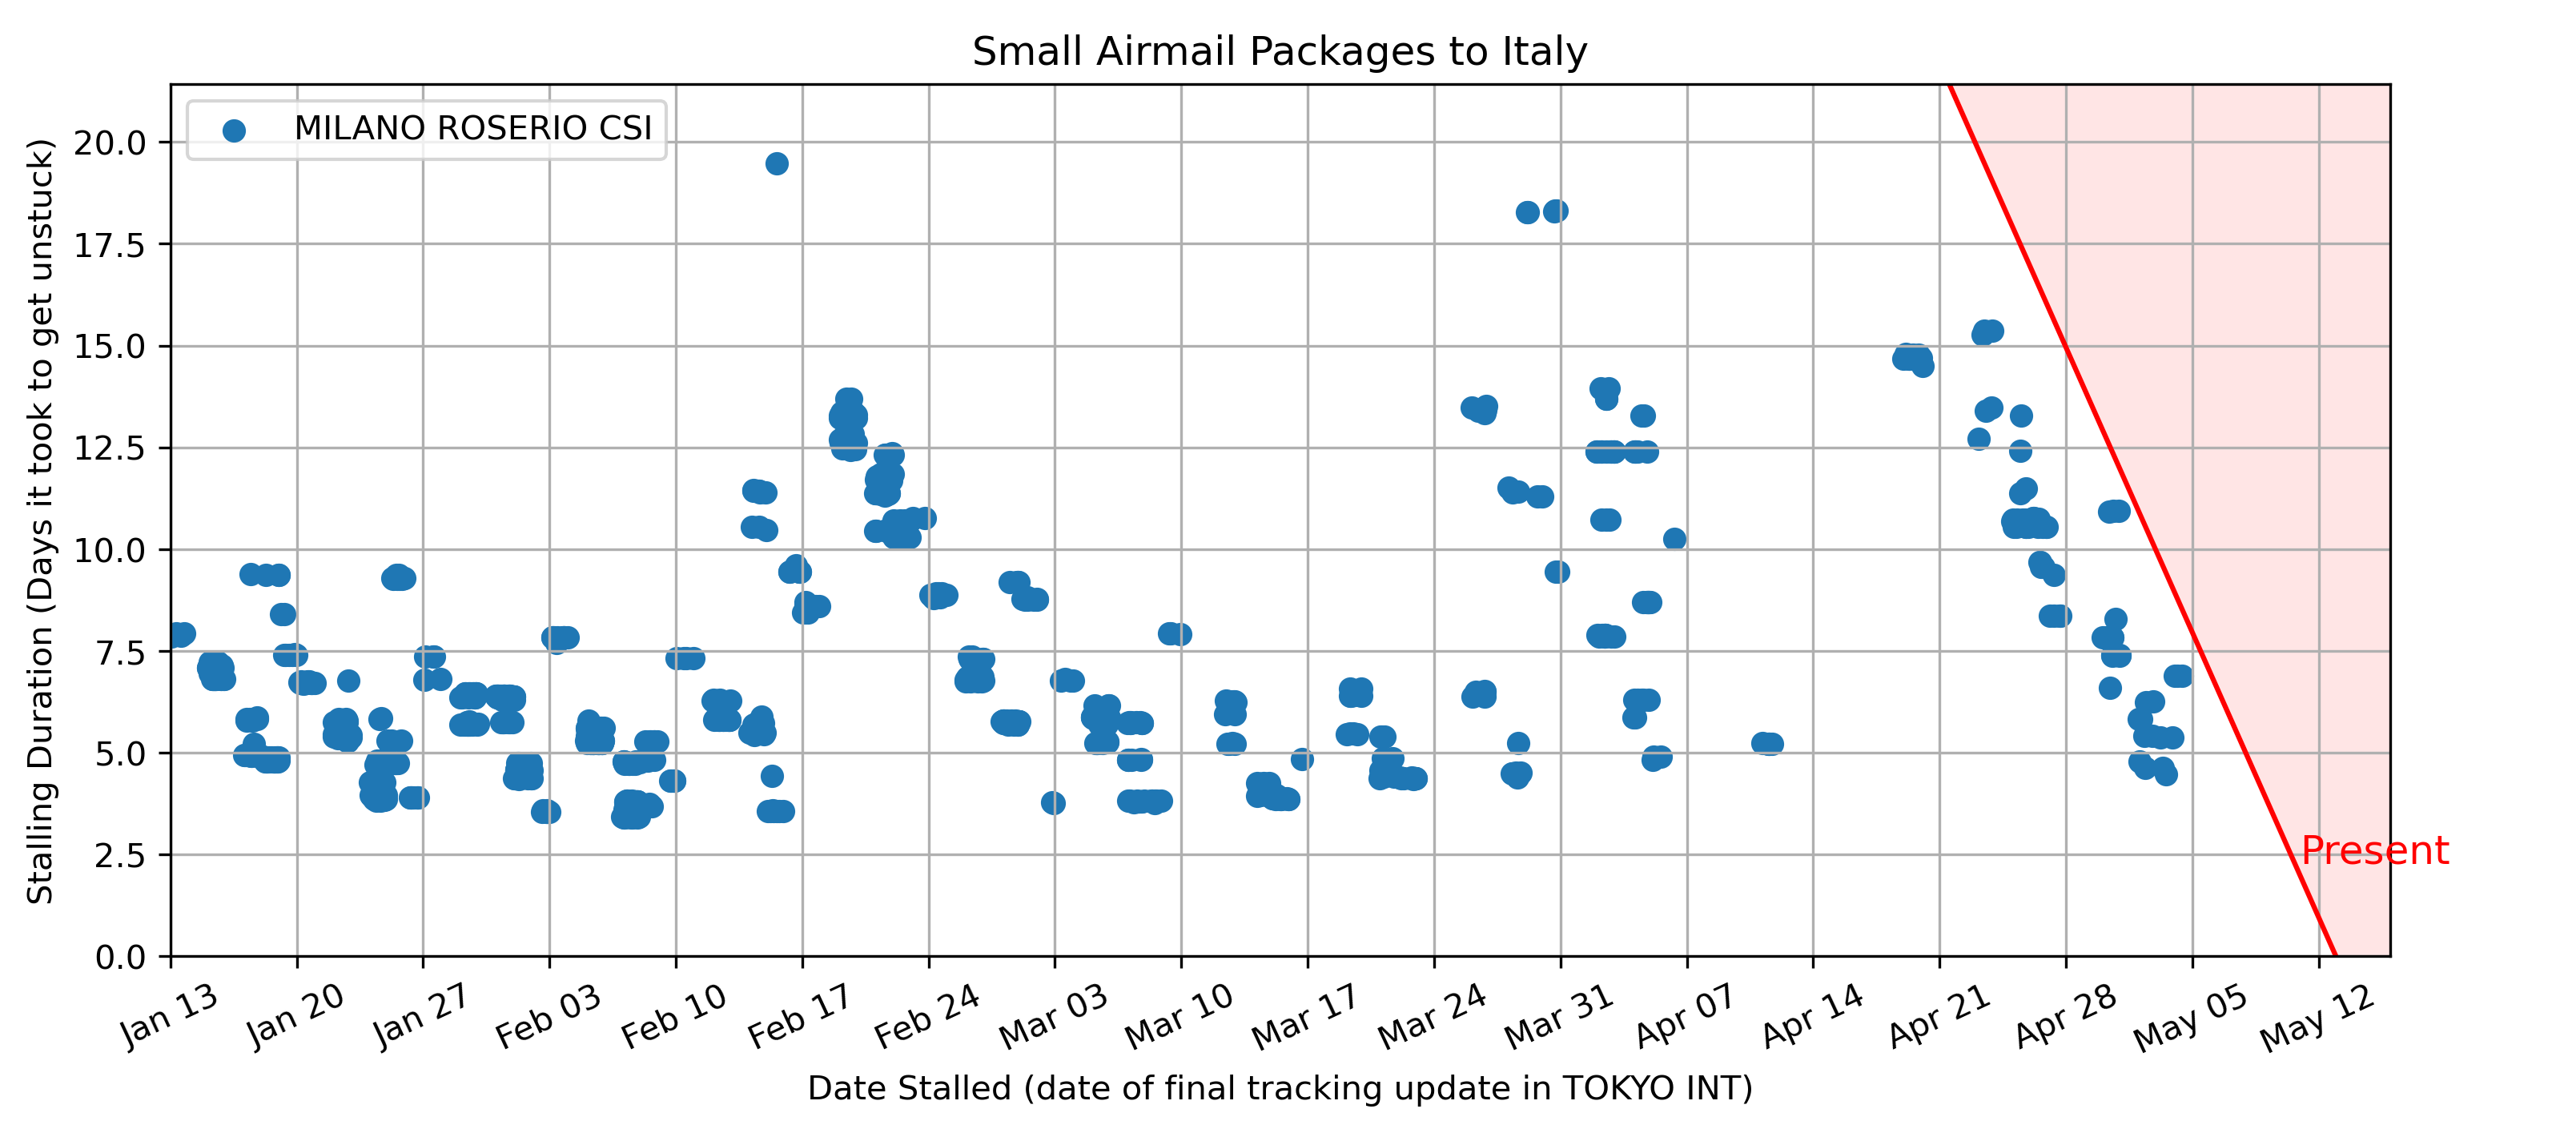 Small Airmail Packages to Italy
MILANO ROSERIO CSI
Stalling Duration (Days it took to get unstuck)
20.0
17.5
15.0
12.5
10.0
7.5
5.0
2.5
0.0
Present
Jan 13 Jan 20 Jan 27 Feb 03 Feb 10 Feb 17 Feb 24 Mar 03 Mar 10 Mar 17 Mar 24 Mar 31 Apr 07 Apr 14 Apr 21 Apr 28 May 05 May 12
Date Stalled (date of final tracking update in TOKYO INT)